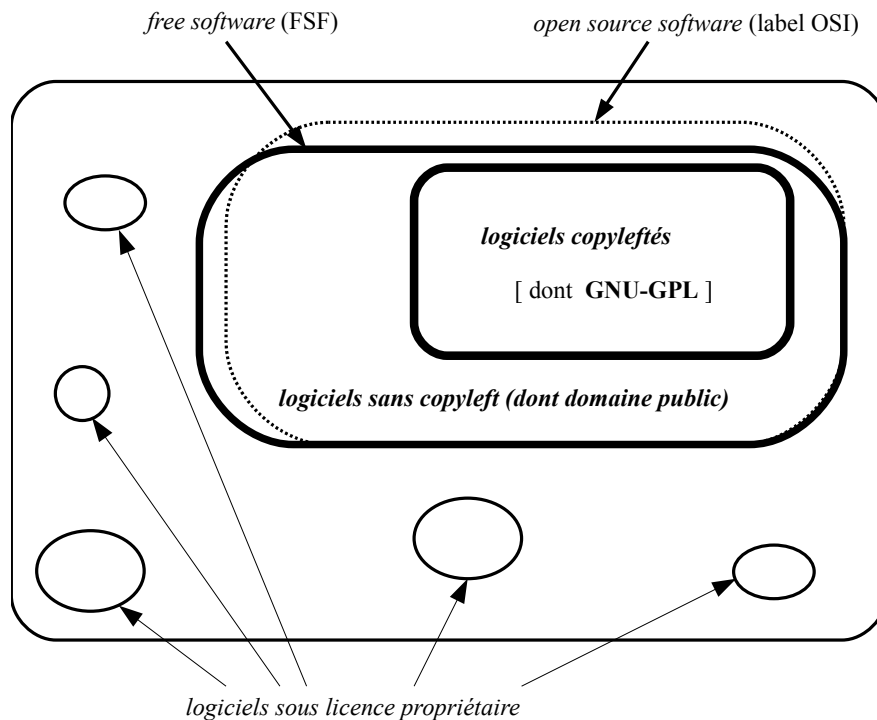 free software (FSF)
open source software (label OSI)
logiciels copyleftés
[ dont GNU-GPL ]
logiciels sans copyleft (dont domaine public)
logiciels sous licence propriétaire